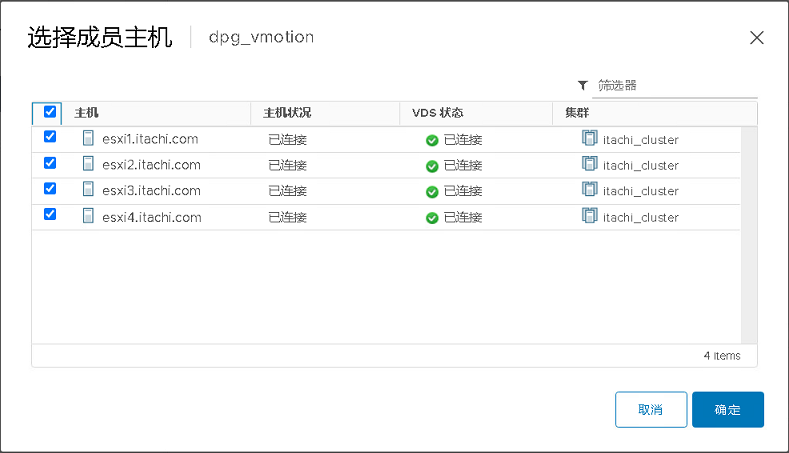 选择成员主机 dpg_vmotion
筛选器
主机 主机状况 VDS 状态 集群
esxi1.itachi.com 已连接 已连接 itachi_cluster
esxi2.itachi.com 已连接 已连接 itachi_cluster
esxi3.itachi.com 已连接 已连接 itachi_cluster
esxi4.itachi.com 已连接 已连接 itachi_cluster
4 items
取消 确定